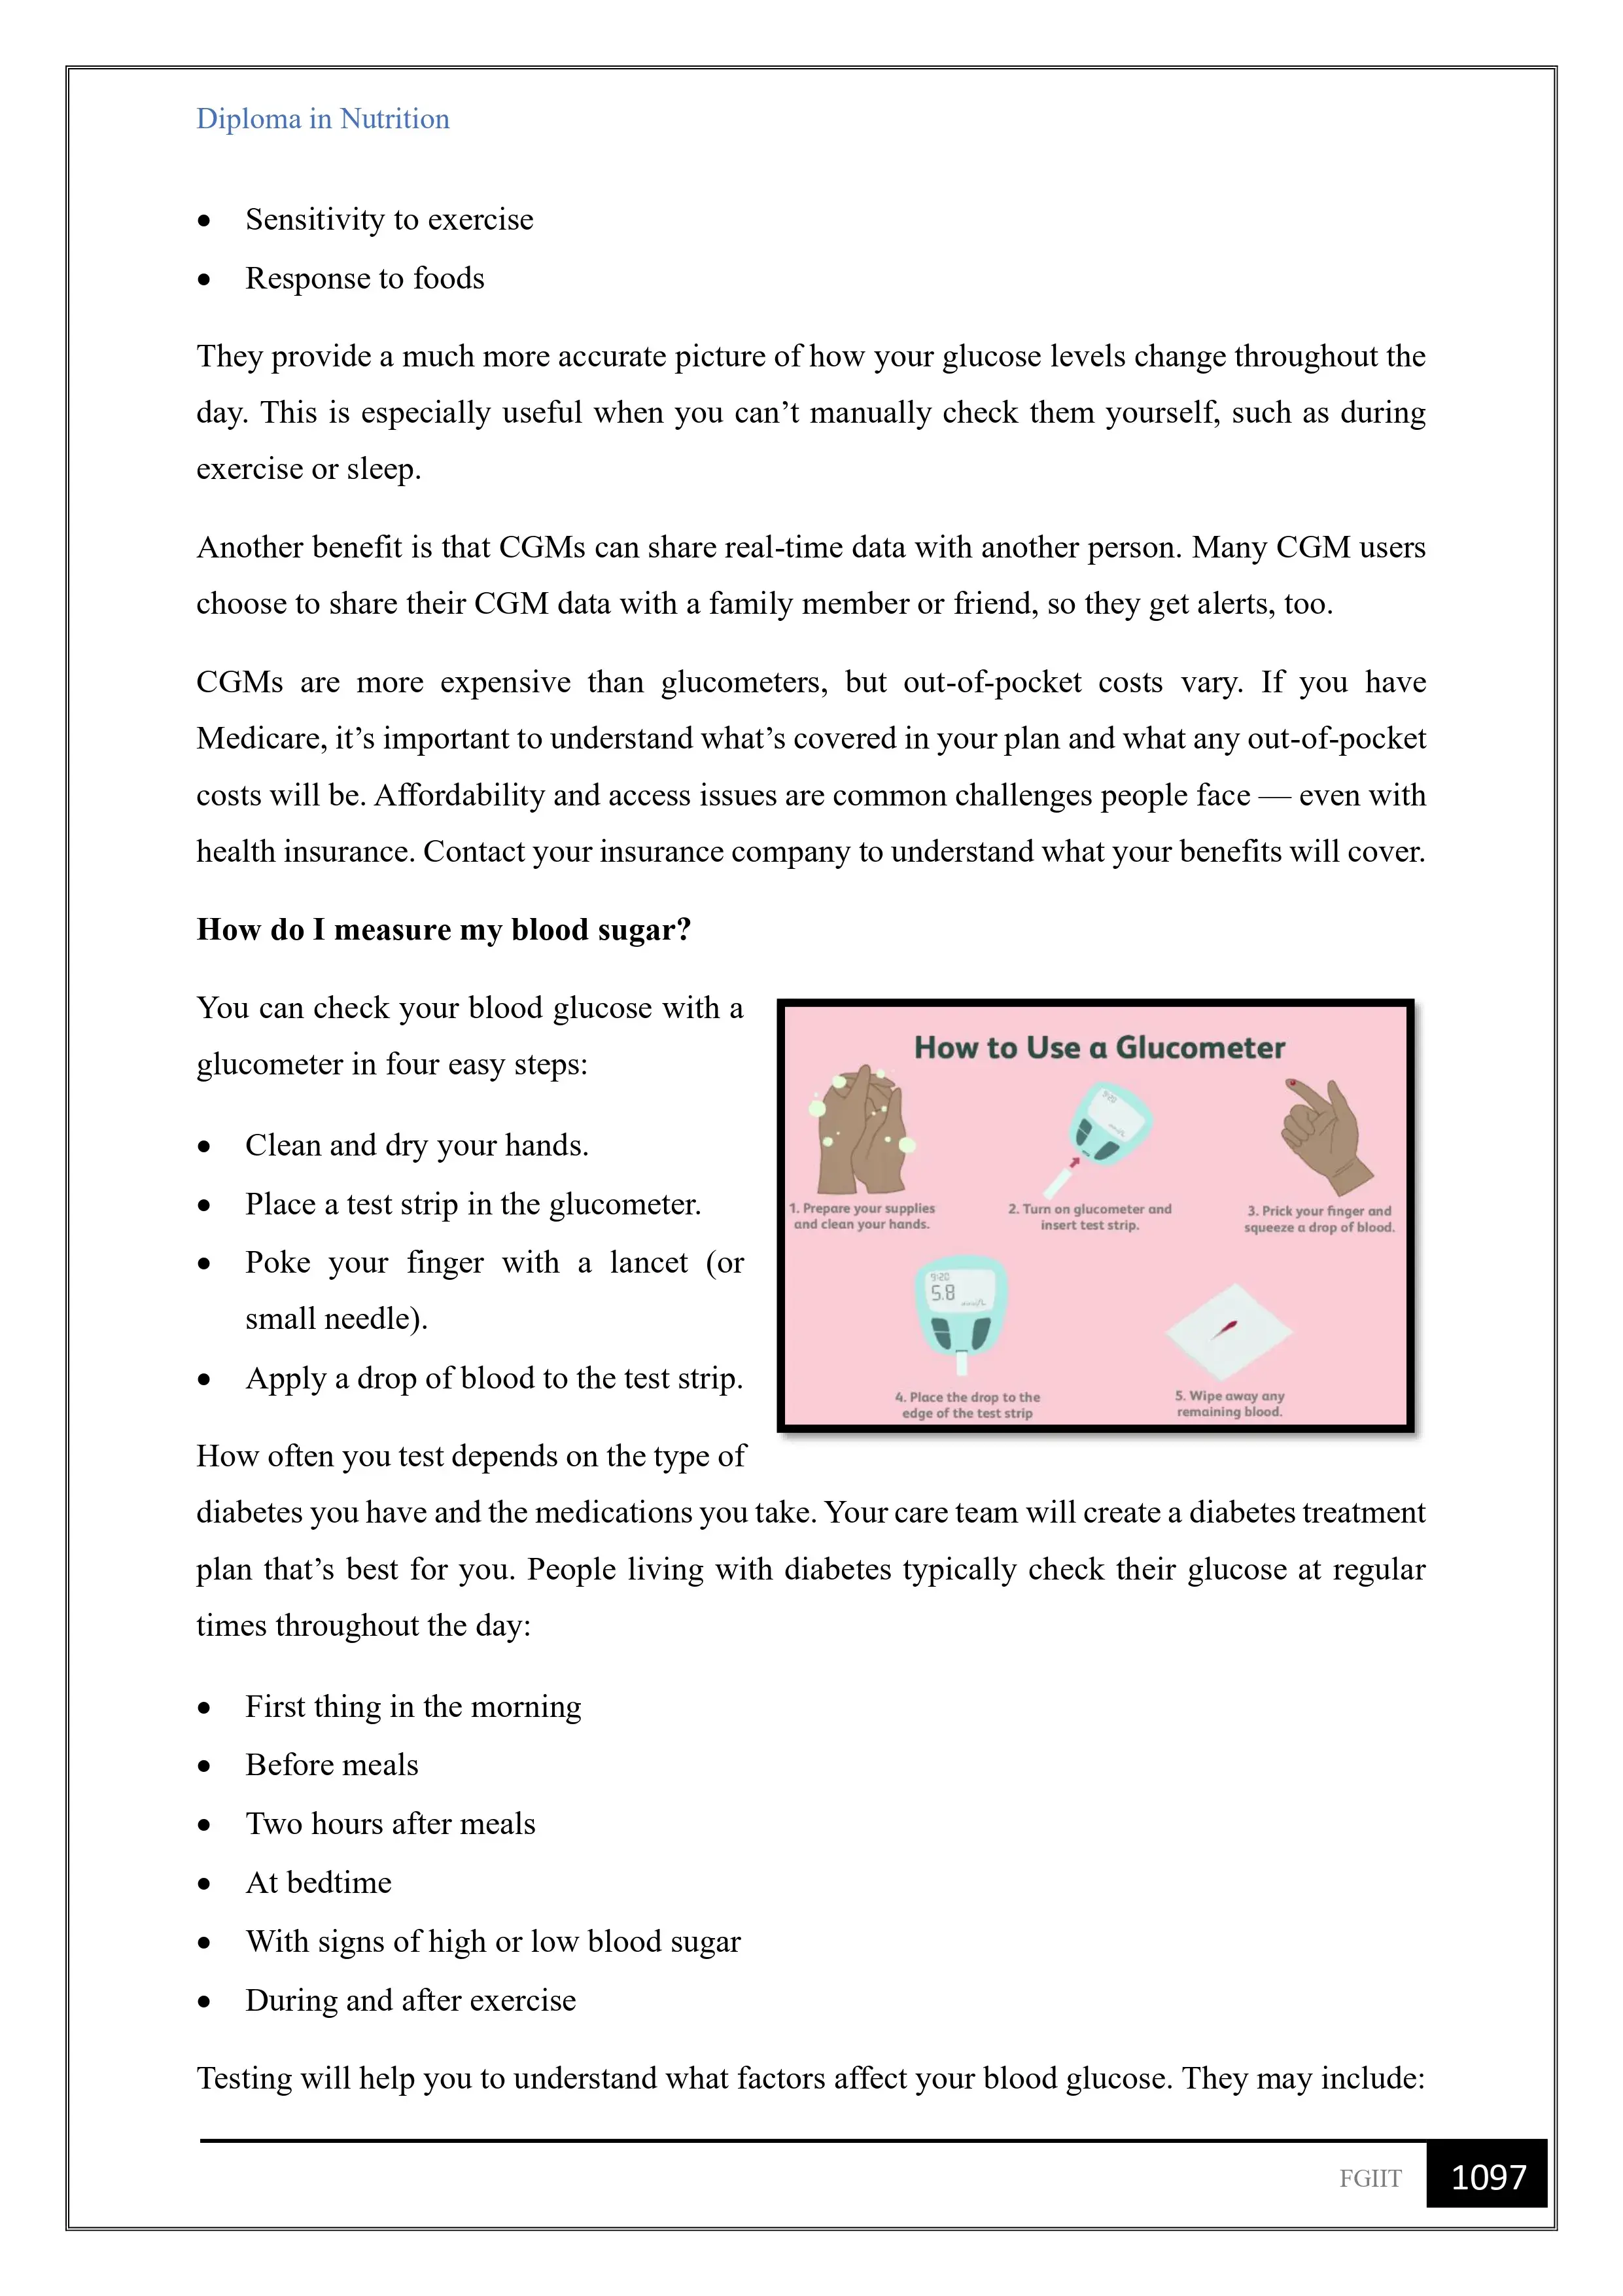 Diploma in Nutrition
• Sensitivity to exercise
• Response to foods
They provide a much more accurate picture of how your glucose levels change throughout the
day. This is especially useful when you can’t manually check them yourself, such as during
exercise or sleep.
Another benefit is that CGMs can share real-time data with another person. Many CGM users
choose to share their CGM data with a family member or friend, so they get alerts, too.
CGMs are more expensive than glucometers, but out-of-pocket costs vary. If you have
Medicare, it’s important to understand what’s covered in your plan and what any out-of-pocket
costs will be. Affordability and access issues are common challenges people face — even with
health insurance. Contact your insurance company to understand what your benefits will cover.
How do I measure my blood sugar?
You can check your blood glucose with a
glucometer in four easy steps:
• Clean and dry your hands.
• Place a test strip in the glucometer.
• Poke your finger with a lancet (or
small needle).
• Apply a drop of blood to the test strip.
How to Use a Glucometer
1. Prepare your supplies
and clean your hands.
2. Turn on glucometer and
insert test strip.
3. Prick your finger and
squeeze a drop of blood.
9:20
5.8
4. Place the drop to the
edge of the test strip
5. Wipe away any
remaining blood.
How often you test depends on the type of
diabetes you have and the medications you take. Your care team will create a diabetes treatment
plan that’s best for you. People living with diabetes typically check their glucose at regular
times throughout the day:
• First thing in the morning
• Before meals
• Two hours after meals
• At bedtime
• With signs of high or low blood sugar
• During and after exercise
Testing will help you to understand what factors affect your blood glucose. They may include:
FGIIT
1097